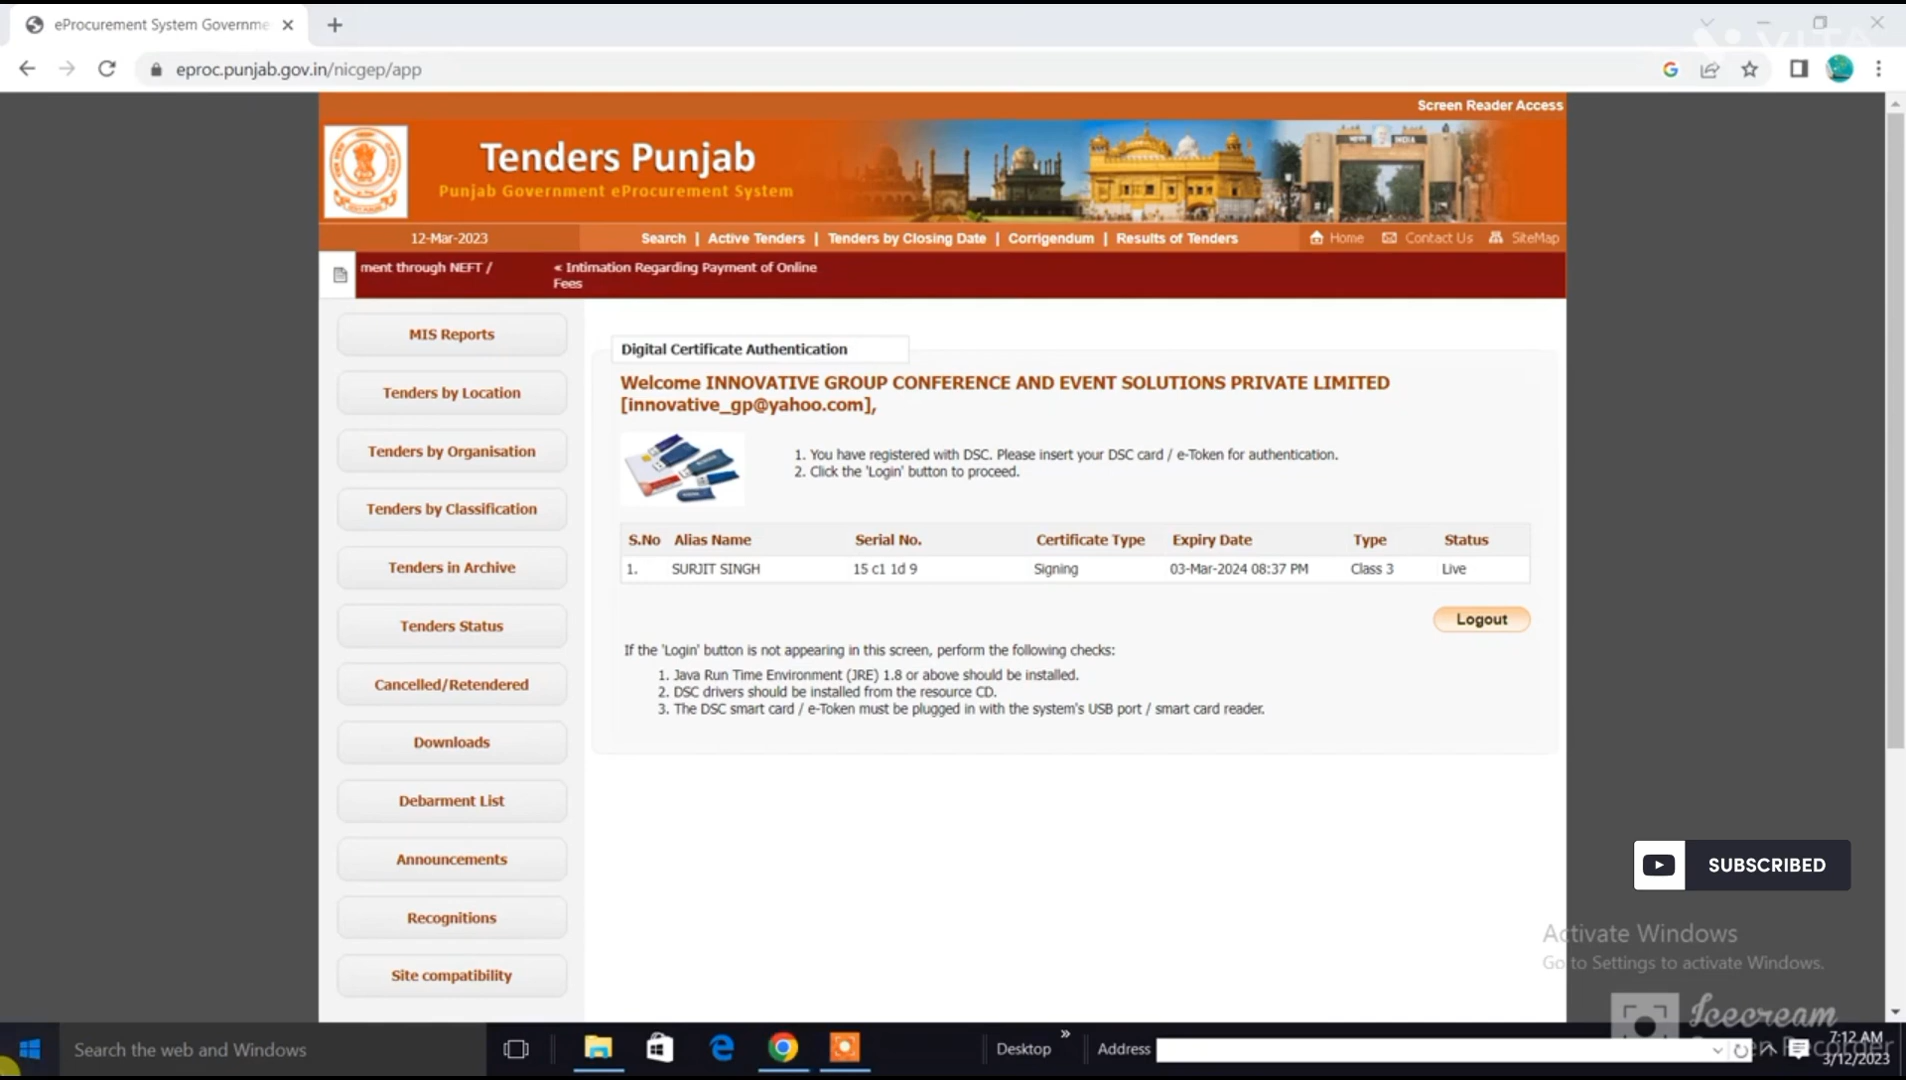 eProcurement System Governme
eproc.punjab.gov.in/nicgep/app
Screen Reader Access
Tenders Punjab
Punjab Government eProcurement System
12-Mar-2023
Search | Active Tenders | Tenders by Closing Date | Corrigendum | Results of Tenders
Home Contact Us SiteMap
ment through NEFT /
« Intimation Regarding Payment of Online
Fees
MIS Reports
Tenders by Location
Tenders by Organisation
Tenders by Classification
Tenders in Archive
Tenders Status
Cancelled/Retendered
Downloads
Debarment List
Announcements
Recognitions
Site compatibility
Digital Certificate Authentication
Welcome INNOVATIVE GROUP CONFERENCE AND EVENT SOLUTIONS PRIVATE LIMITED
[innovative_gp@yahoo.com],
1. You have registered with DSC. Please insert your DSC card / e-Token for authentication.
2. Click the 'Login' button to proceed.
S.No Alias Name Serial No. Certificate Type Expiry Date Type Status
1. SURJIT SINGH 15 c1 1d 9 Signing 03-Mar-2024 08:37 PM Class 3 Live
Logout
If the 'Login' button is not appearing in this screen, perform the following checks:
1. Java Run Time Environment (JRE) 1.8 or above should be installed.
2. DSC drivers should be installed from the resource CD.
3. The DSC smart card / e-Token must be plugged in with the system's USB port / smart card reader.
SUBSCRIBED
Activate Windows
Go to Settings to activate Windows.
Icecream
Search the web and Windows
Desktop
Address
7:12 AM
3/12/2023